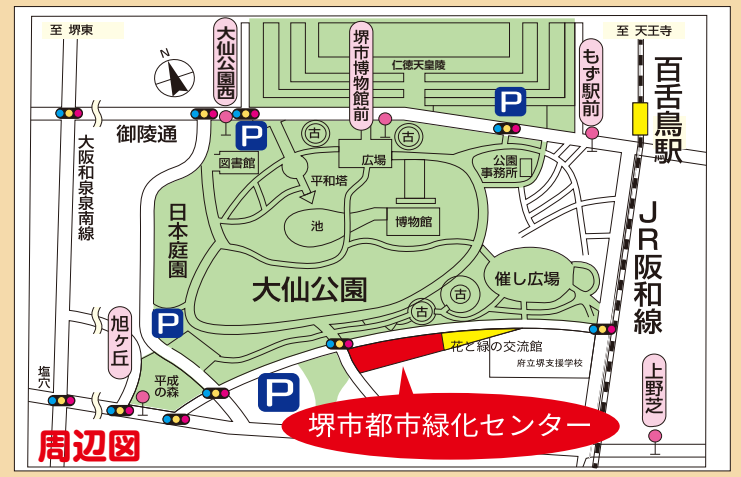 至 堺東
N
大仙公園西
堺市博物館前
仁徳天皇陵
至 天王寺
もず駅前
百舌鳥駅
P
P
御陵通
大阪和泉泉南線
図書館
古
古
広場
公園
事務所
平和塔
日本庭園
池
博物館
JR阪和線
大仙公園
催し広場
古
古
P
旭ヶ丘
花と緑の交流館
府立堺支援学校
塩穴
平成
の森
P
上野芝
堺市都市緑化センター
周辺図